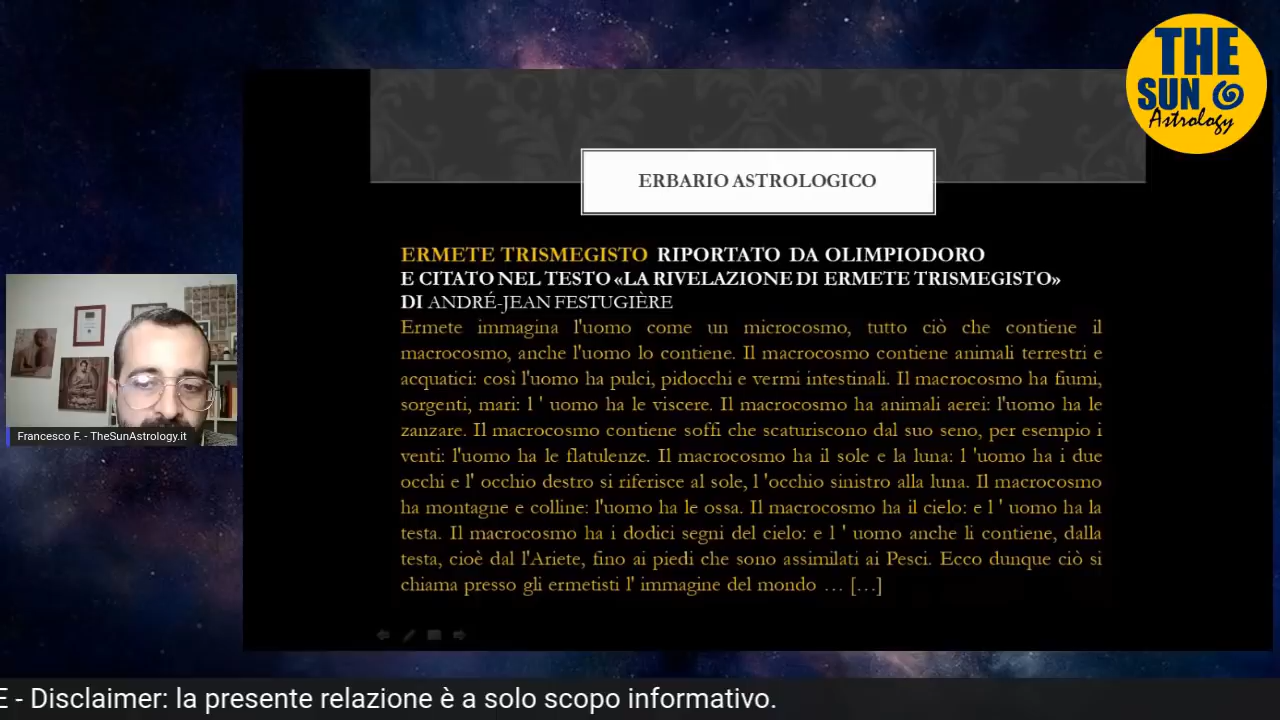 THE
SUN
Astrology
ERBARIO ASTROLOGICO
ERMETE TRISMEGISTO RIPORTATO DA OLIMPIODORO
E CITATO NEL TESTO «LA RIVELAZIONE DI ERMETE TRISMEGISTO»
DI ANDRÉ-JEAN FESTUGIÈRE
Ermete immagina l'uomo come un microcosmo, tutto ciò che contiene il
macrocosmo, anche l'uomo lo contiene. Il macrocosmo contiene animali terrestri e
acquatici: così l'uomo ha pulci, pidocchi e vermi intestinali. Il macrocosmo ha fiumi,
sorgenti, mari: l ' uomo ha le viscere. Il macrocosmo ha animali aerei: l'uomo ha le
zanzare. Il macrocosmo contiene soffi che scaturiscono dal suo seno, per esempio i
venti: l'uomo ha le flatulenze. Il macrocosmo ha il sole e la luna: l 'uomo ha i due
occhi e l' occhio destro si riferisce al sole, l 'occhio sinistro alla luna. Il macrocosmo
ha montagne e colline: l'uomo ha le ossa. Il macrocosmo ha il cielo: e l ' uomo ha la
testa. Il macrocosmo ha i dodici segni del cielo: e l ' uomo anche li contiene, dalla
testa, cioè dal l'Ariete, fino ai piedi che sono assimilati ai Pesci. Ecco dunque ciò si
chiama presso gli ermetisti l' immagine del mondo … […]
Francesco F. - TheSunAstrology.it
E - Disclaimer: la presente relazione è a solo scopo informativo.